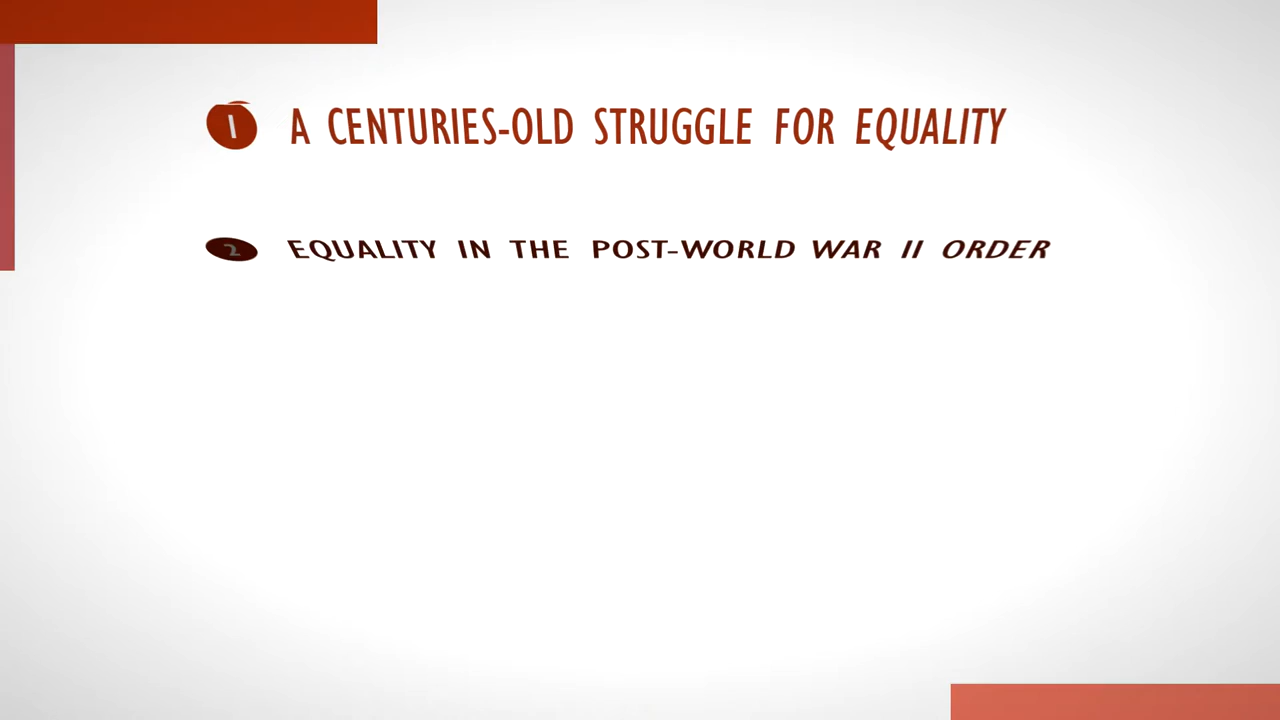 1 A CENTURIES-OLD STRUGGLE FOR EQUALITY
2 EQUALITY IN THE POST-WORLD WAR II ORDER